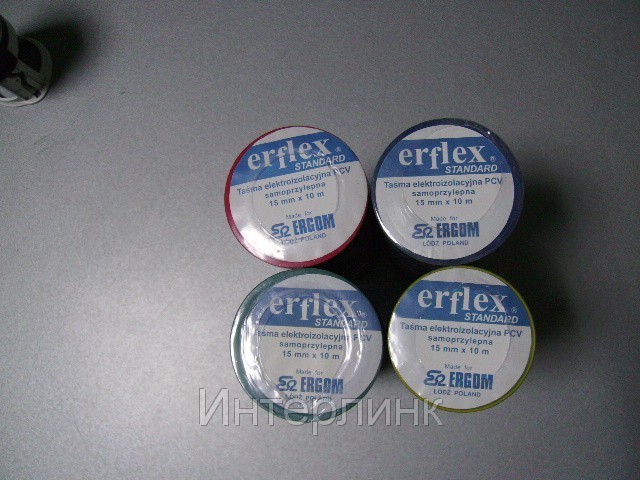 erflex®
STANDARD
Taśma elektroizolacyjna PCV
samoprzylepna
15 mm x 10 m
Made for
ERGOM
ŁÓDŹ POLAND
erflex®
STANDARD
Taśma elektroizolacyjna PCV
samoprzylepna
15 mm x 10 m
Made for
ERGOM
ŁÓDŹ POLAND
erflex®
STANDARD
Taśma elektroizolacyjna PCV
samoprzylepna
15 mm x 10 m
Made for
ERGOM
ŁÓDŹ POLAND
erflex®
STANDARD
Taśma elektroizolacyjna PCV
samoprzylepna
15 mm x 10 m
Made for
ERGOM
ŁÓDŹ POLAND
Интерлинк